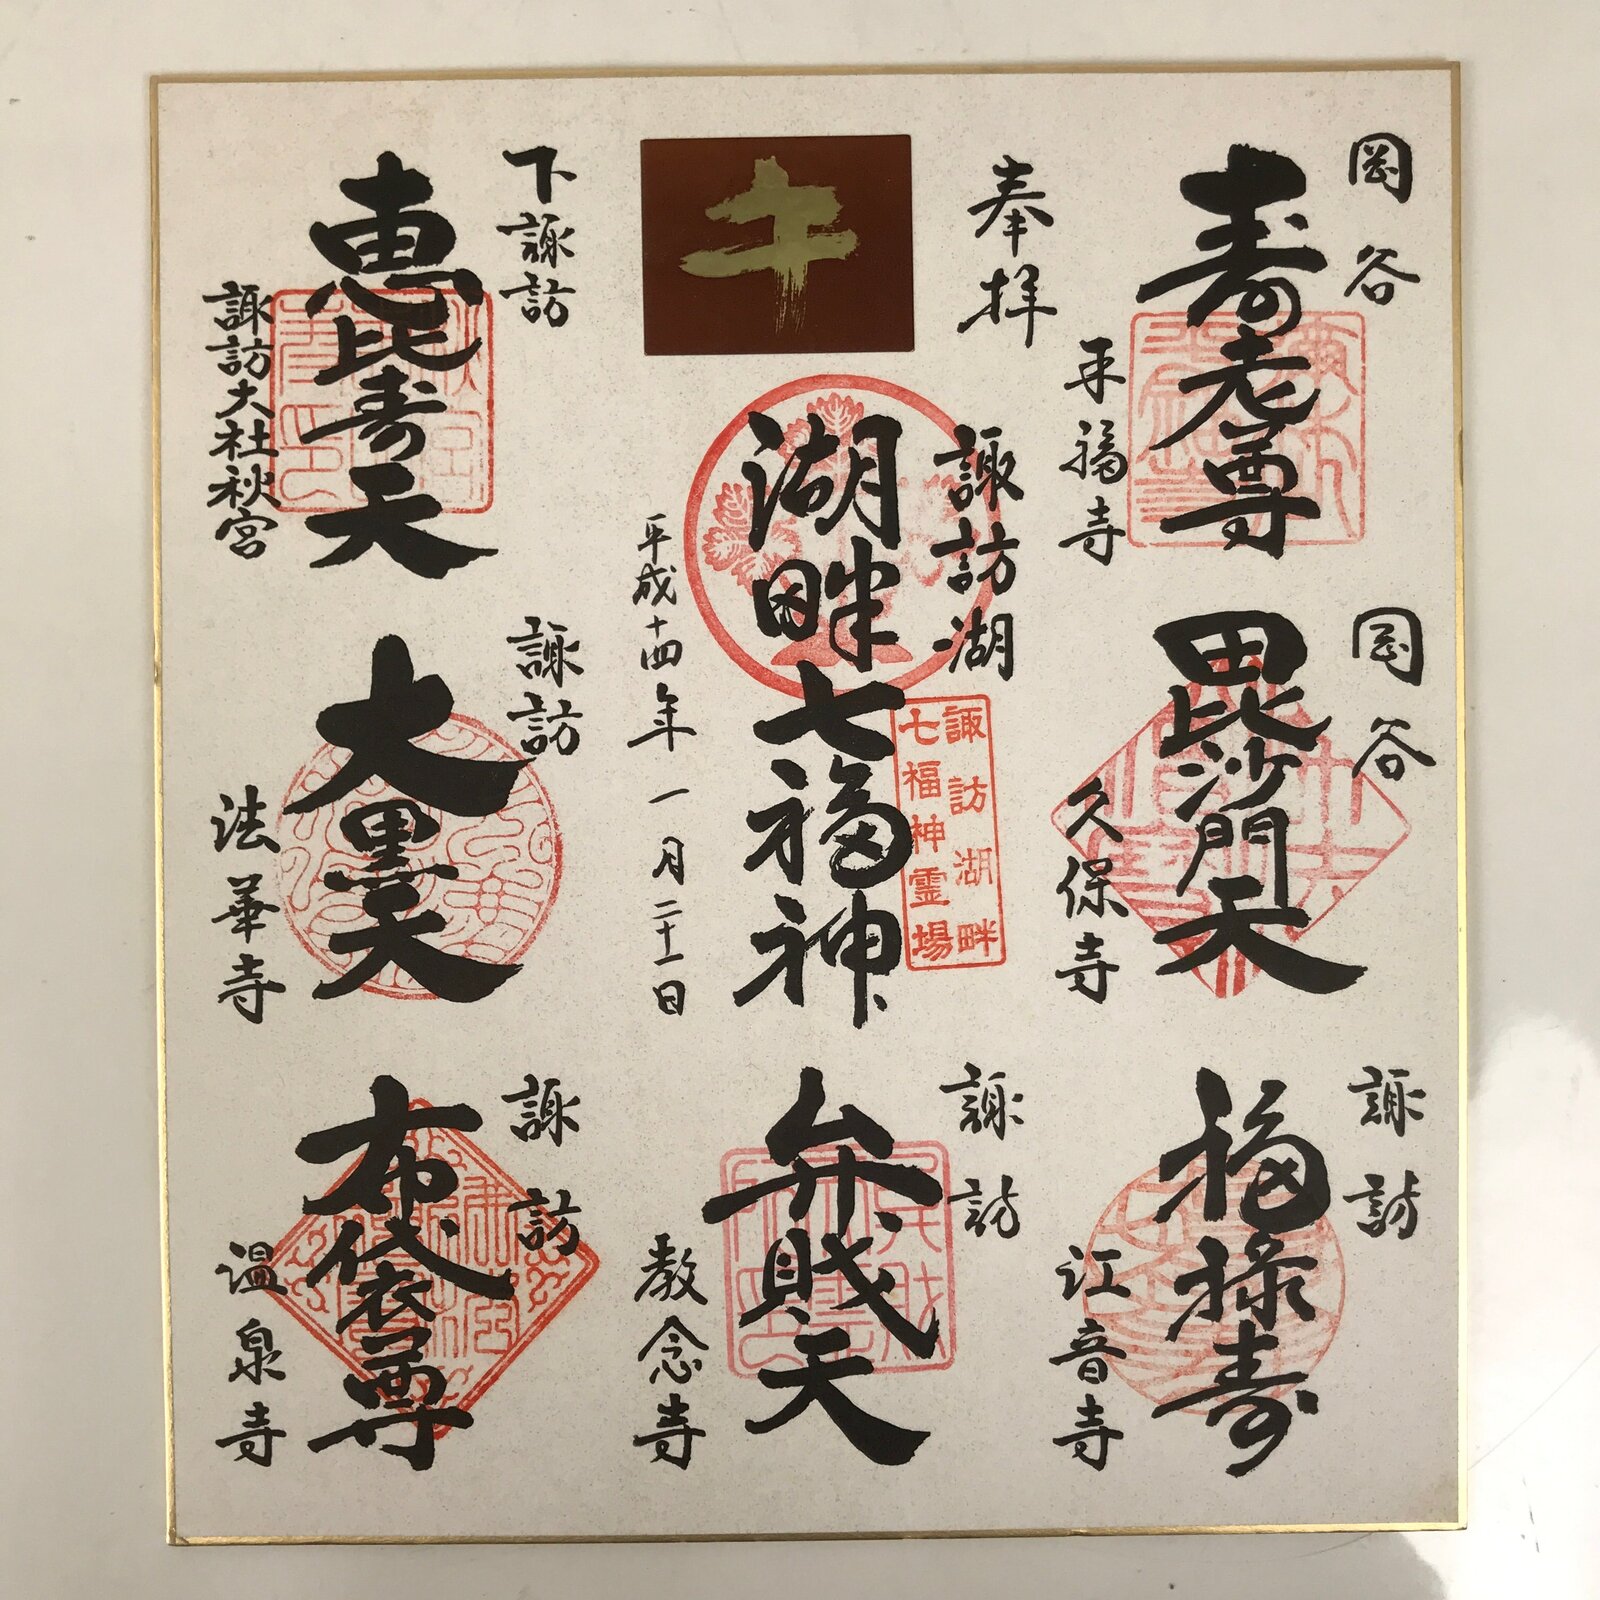 岡谷
寿老尊
平福寺
岡谷
毘沙門天
久保寺
諏訪
福禄寿
江音寺
奉拝
諏訪湖
湖畔七福神
諏訪湖畔
七福神霊場
平成十四年一月二十二日
諏訪
弁財天
教念寺
下諏訪
恵比寿天
諏訪大社秋宮
諏訪
大黒天
法華寺
諏訪
布袋尊
温泉寺